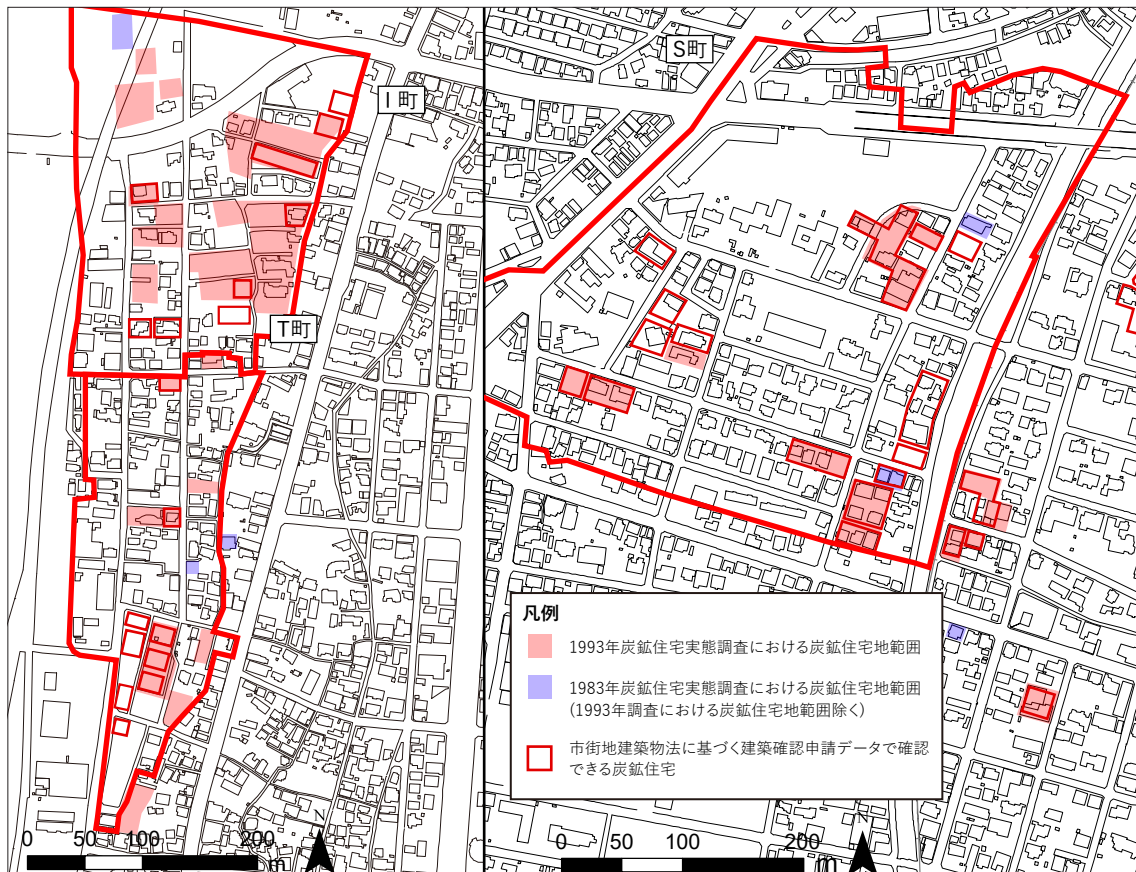 I町
T町
S町
凡例
1993年炭鉱住宅実態調査における炭鉱住宅地範囲
1983年炭鉱住宅実態調査における炭鉱住宅地範囲
(1993年調査における炭鉱住宅地範囲除く)
市街地建築物法に基づく建築確認申請データで確認
できる炭鉱住宅
0 50 100 200
m
N
0 50 100 200
m
N